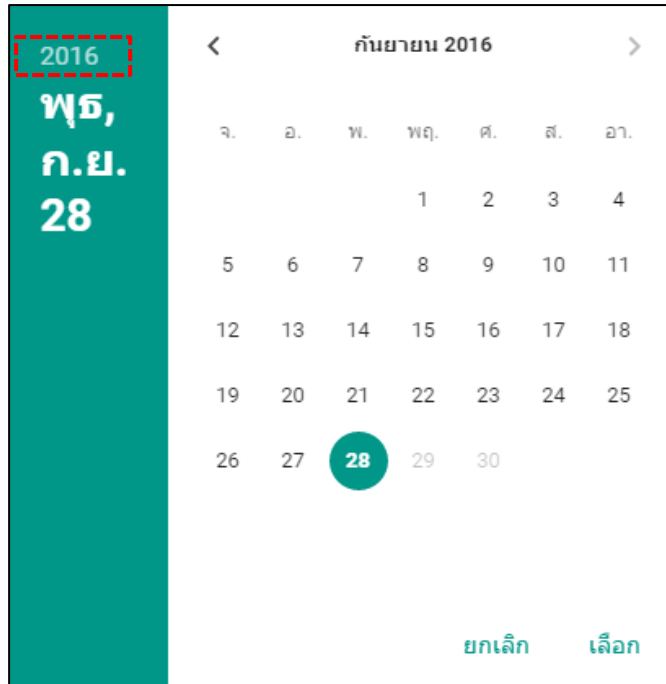 2016
พุธ,
ก.ย.
28
กันยายน 2016
จ. อ. พ. พฤ. ศ. ส. อา.
1 2 3 4
5 6 7 8 9 10 11
12 13 14 15 16 17 18
19 20 21 22 23 24 25
26 27 28 29 30
ยกเลิก เลือก